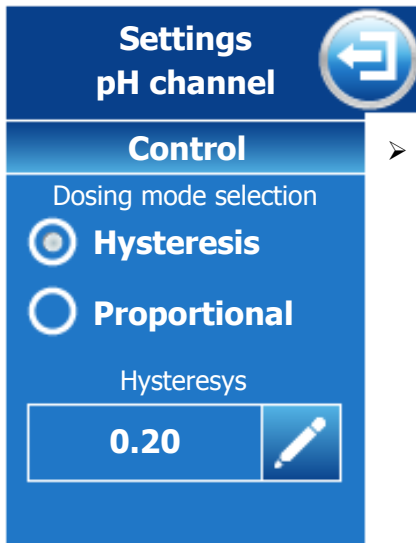 Settings
pH channel
Control
➢
Dosing mode selection
Hysteresis
Proportional
Hysteresys
0.20